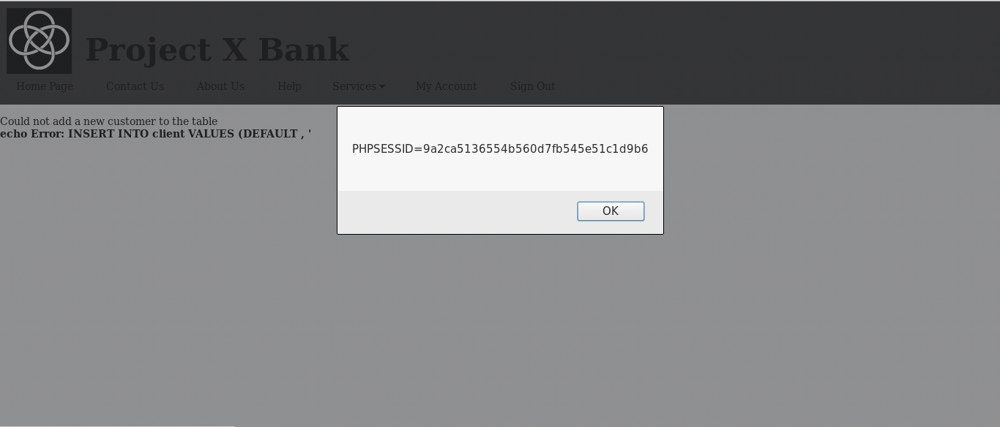 Project X Bank
Home Page Contact Us About Us Help Services My Account Sign Out
Could not add a new customer to the table
echo Error: INSERT INTO client VALUES (DEFAULT , '
PHPSESSID=9a2ca5136554b560d7fb545e51c1d9b6
OK